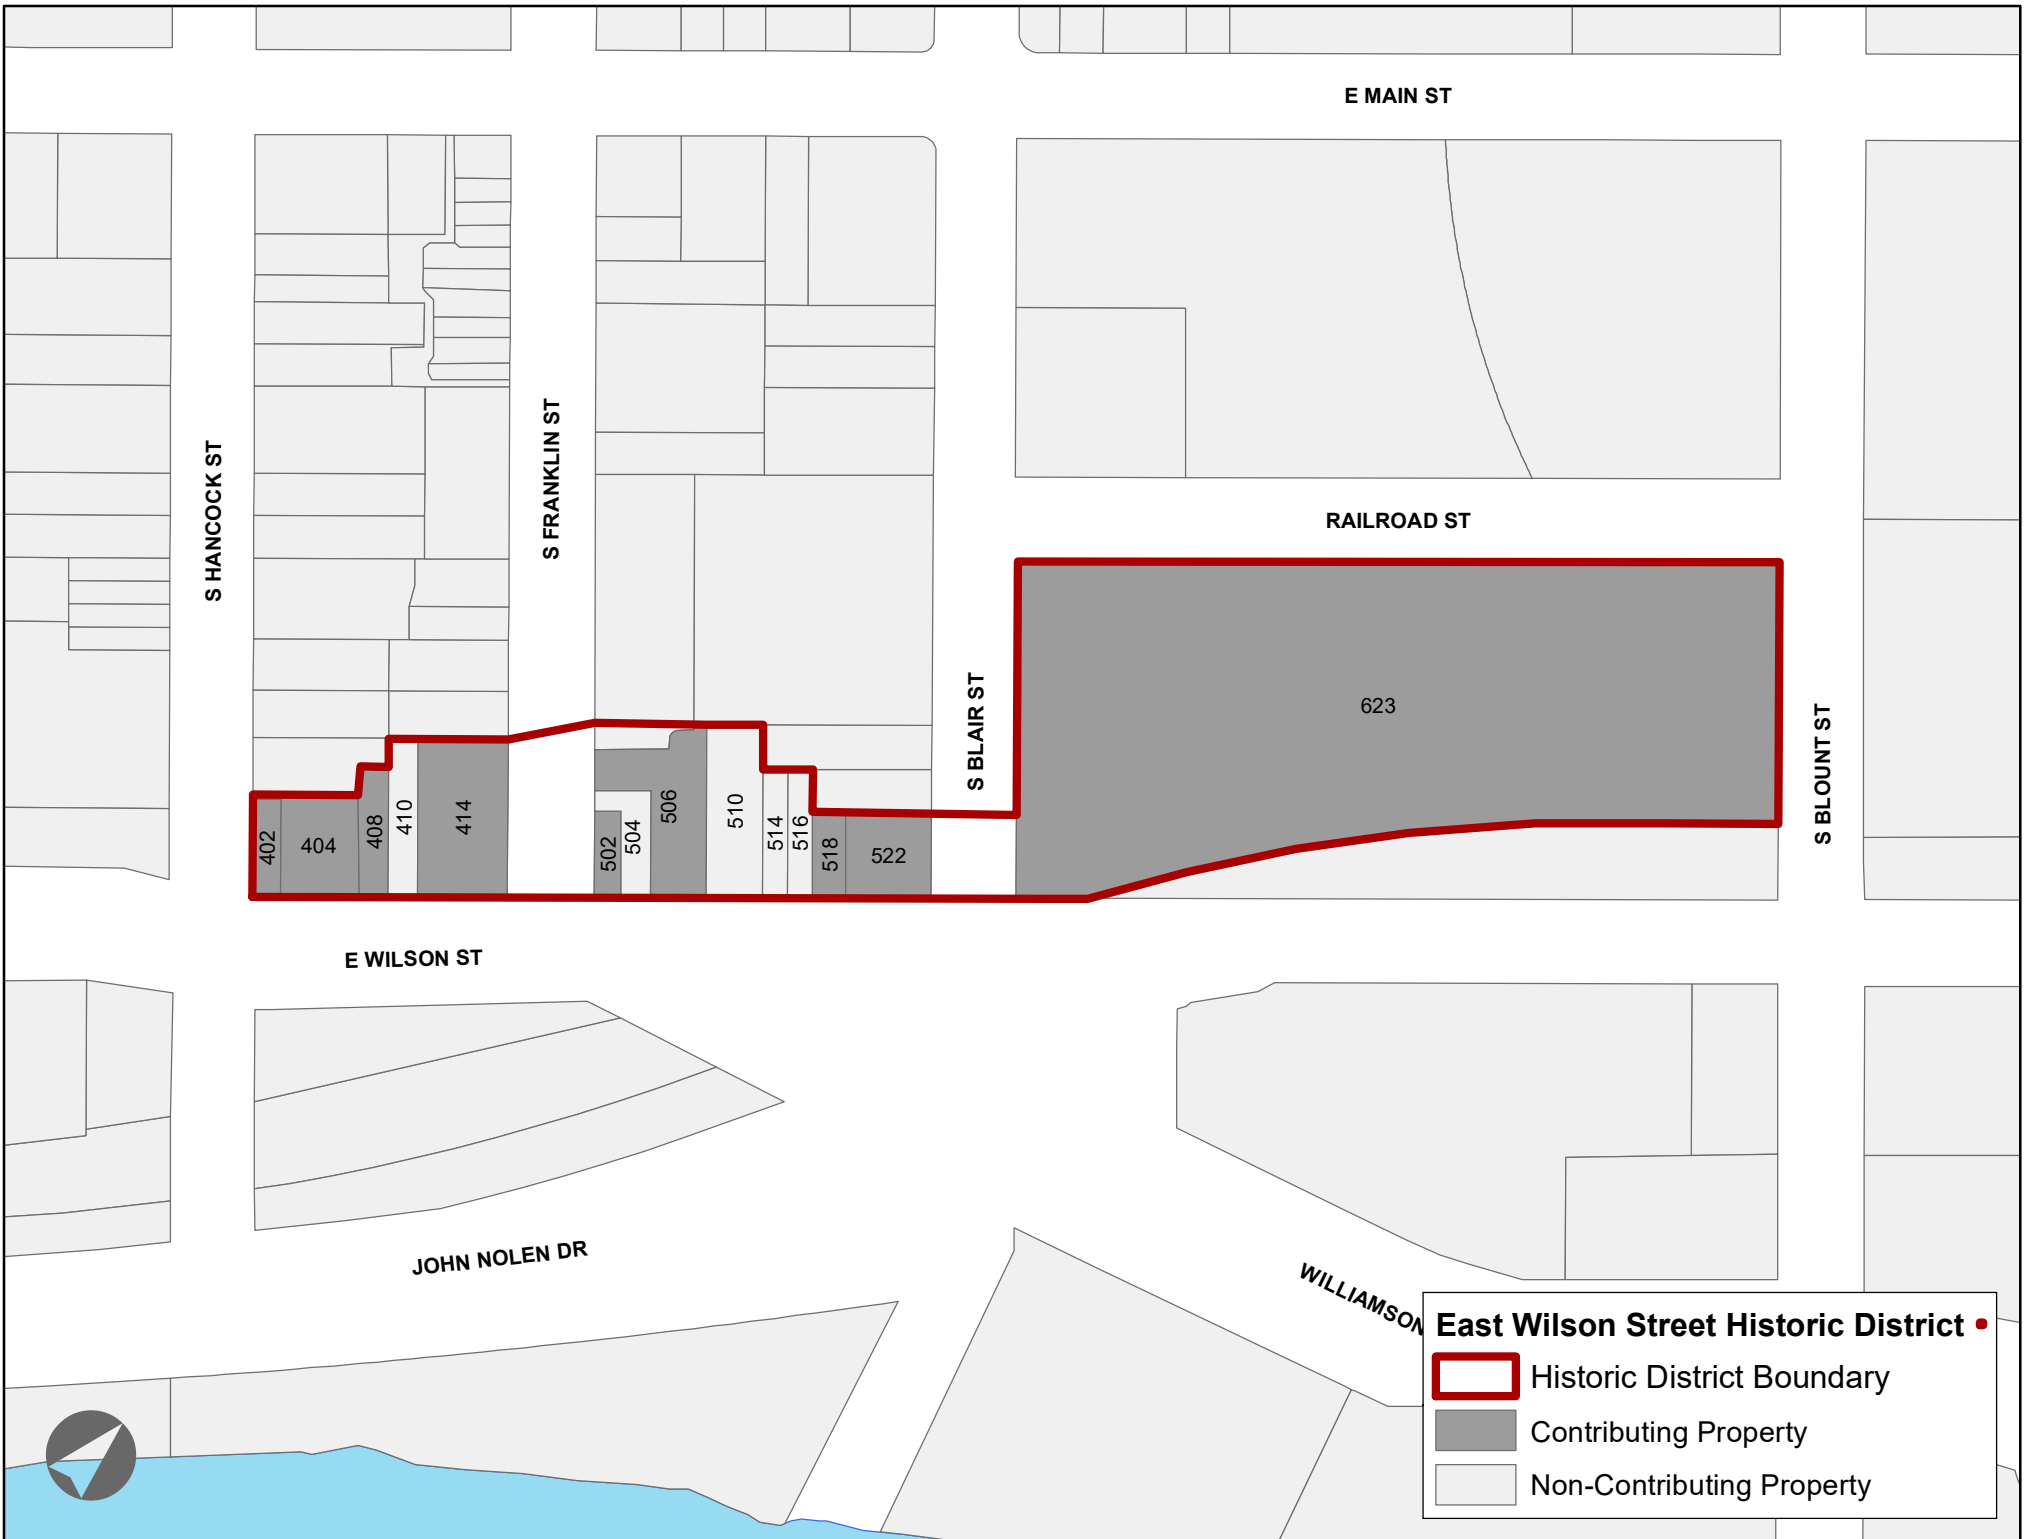 E MAIN ST
S HANCOCK ST
S FRANKLIN ST
RAILROAD ST
S BLAIR ST
623
S BLOUNT ST
402
404
408
410
414
502
504
506
510
514
516
518
522
E WILSON ST
JOHN NOLEN DR
WILLIAMSON
East Wilson Street Historic District
Historic District Boundary
Contributing Property
Non-Contributing Property